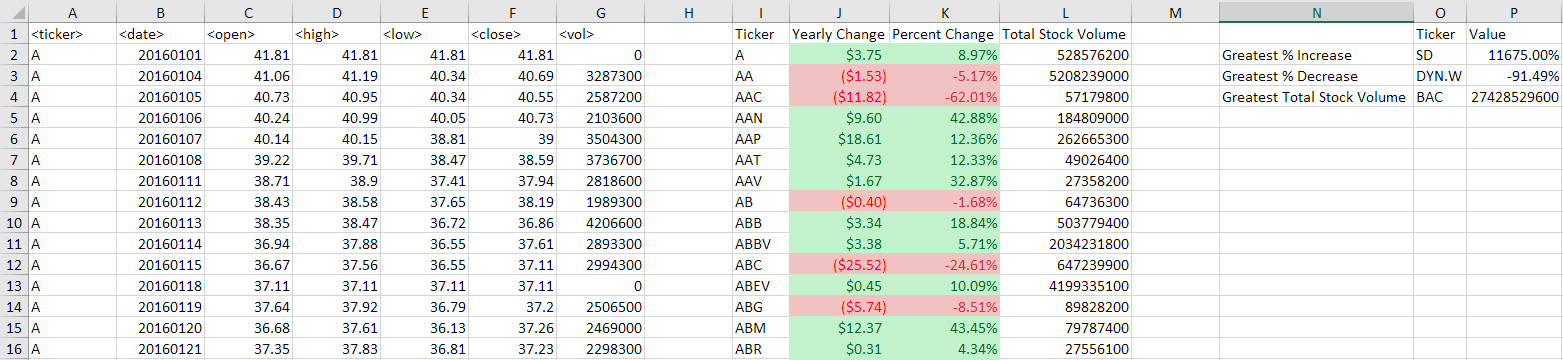 A B C D E F G H I J K L M N O P
1 <ticker> <date> <open> <high> <low> <close> <vol> Ticker Yearly Change Percent Change Total Stock Volume Ticker Value
2 A 20160101 41.81 41.81 41.81 41.81 0 A $3.75 8.97% 528576200 Greatest % Increase SD 11675.00%
3 A 20160104 41.06 41.19 40.34 40.69 3287300 AA ($1.53) -5.17% 5208239000 Greatest % Decrease DYN.W -91.49%
4 A 20160105 40.73 40.95 40.34 40.55 2587200 AAC ($11.82) -62.01% 57179800 Greatest Total Stock Volume BAC 27428529600
5 A 20160106 40.24 40.99 40.05 40.73 2103600 AAN $9.60 42.88% 184809000
6 A 20160107 40.14 40.15 38.81 39 3504300 AAP $18.61 12.36% 262665300
7 A 20160108 39.22 39.71 38.47 38.59 3736700 AAT $4.73 12.33% 49026400
8 A 20160111 38.71 38.9 37.41 37.94 2818600 AAV $1.67 32.87% 27358200
9 A 20160112 38.43 38.58 37.65 38.19 1989300 AB ($0.40) -1.68% 64736300
10 A 20160113 38.35 38.47 36.72 36.86 4206600 ABB $3.34 18.84% 503779400
11 A 20160114 36.94 37.88 36.55 37.61 2893300 ABBV $3.38 5.71% 2034231800
12 A 20160115 36.67 37.56 36.55 37.11 2994300 ABC ($25.52) -24.61% 647239900
13 A 20160118 37.11 37.11 37.11 37.11 0 ABEV $0.45 10.09% 4199335100
14 A 20160119 37.64 37.92 36.79 37.2 2506500 ABG ($5.74) -8.51% 89828200
15 A 20160120 36.68 37.61 36.13 37.26 2469000 ABM $12.37 43.45% 79787400
16 A 20160121 37.35 37.83 36.81 37.23 2298300 ABR $0.31 4.34% 27556100